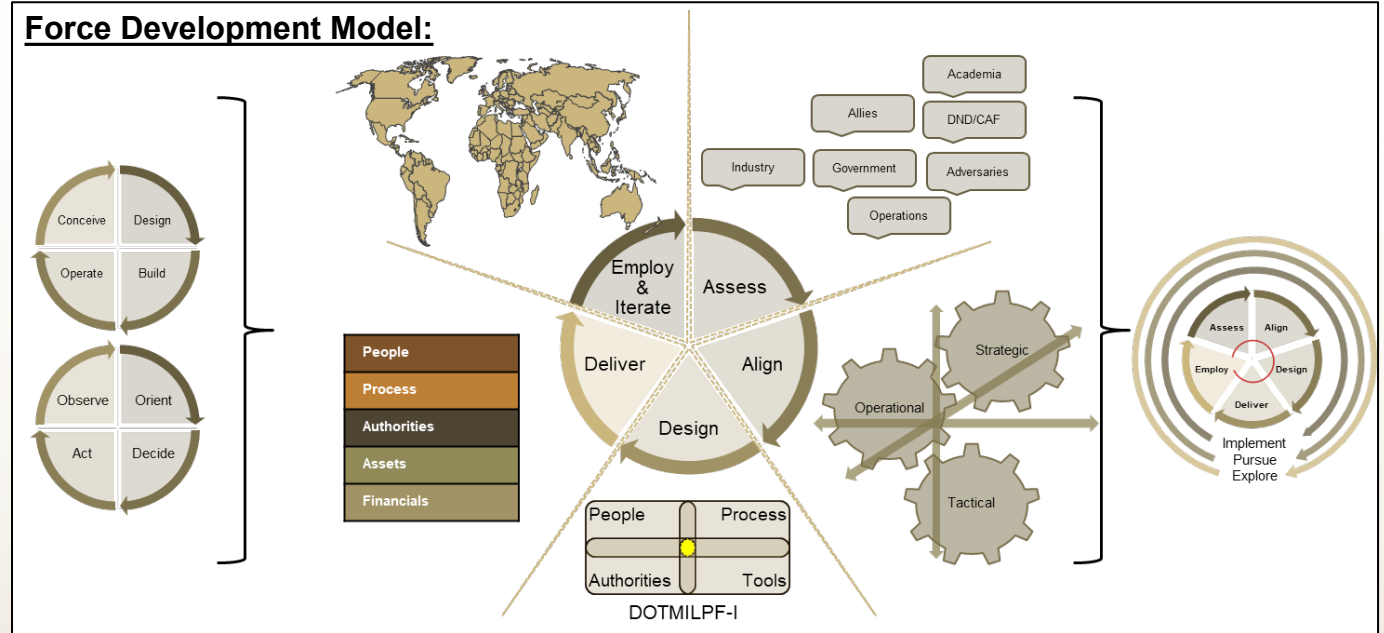 Force Development Model:
Conceive
Design
Operate
Build
Observe
Orient
Act
Decide
People
Process
Authorities
Assets
Financials
Employ
&
Iterate
Assess
Deliver
Align
Design
People
Process
Authorities
Tools
DOTMILPF-I
Academia
Allies
DND/CAF
Industry
Government
Adversaries
Operations
Strategic
Operational
Tactical
Assess
Align
Employ
Design
Deliver
Implement
Pursue
Explore